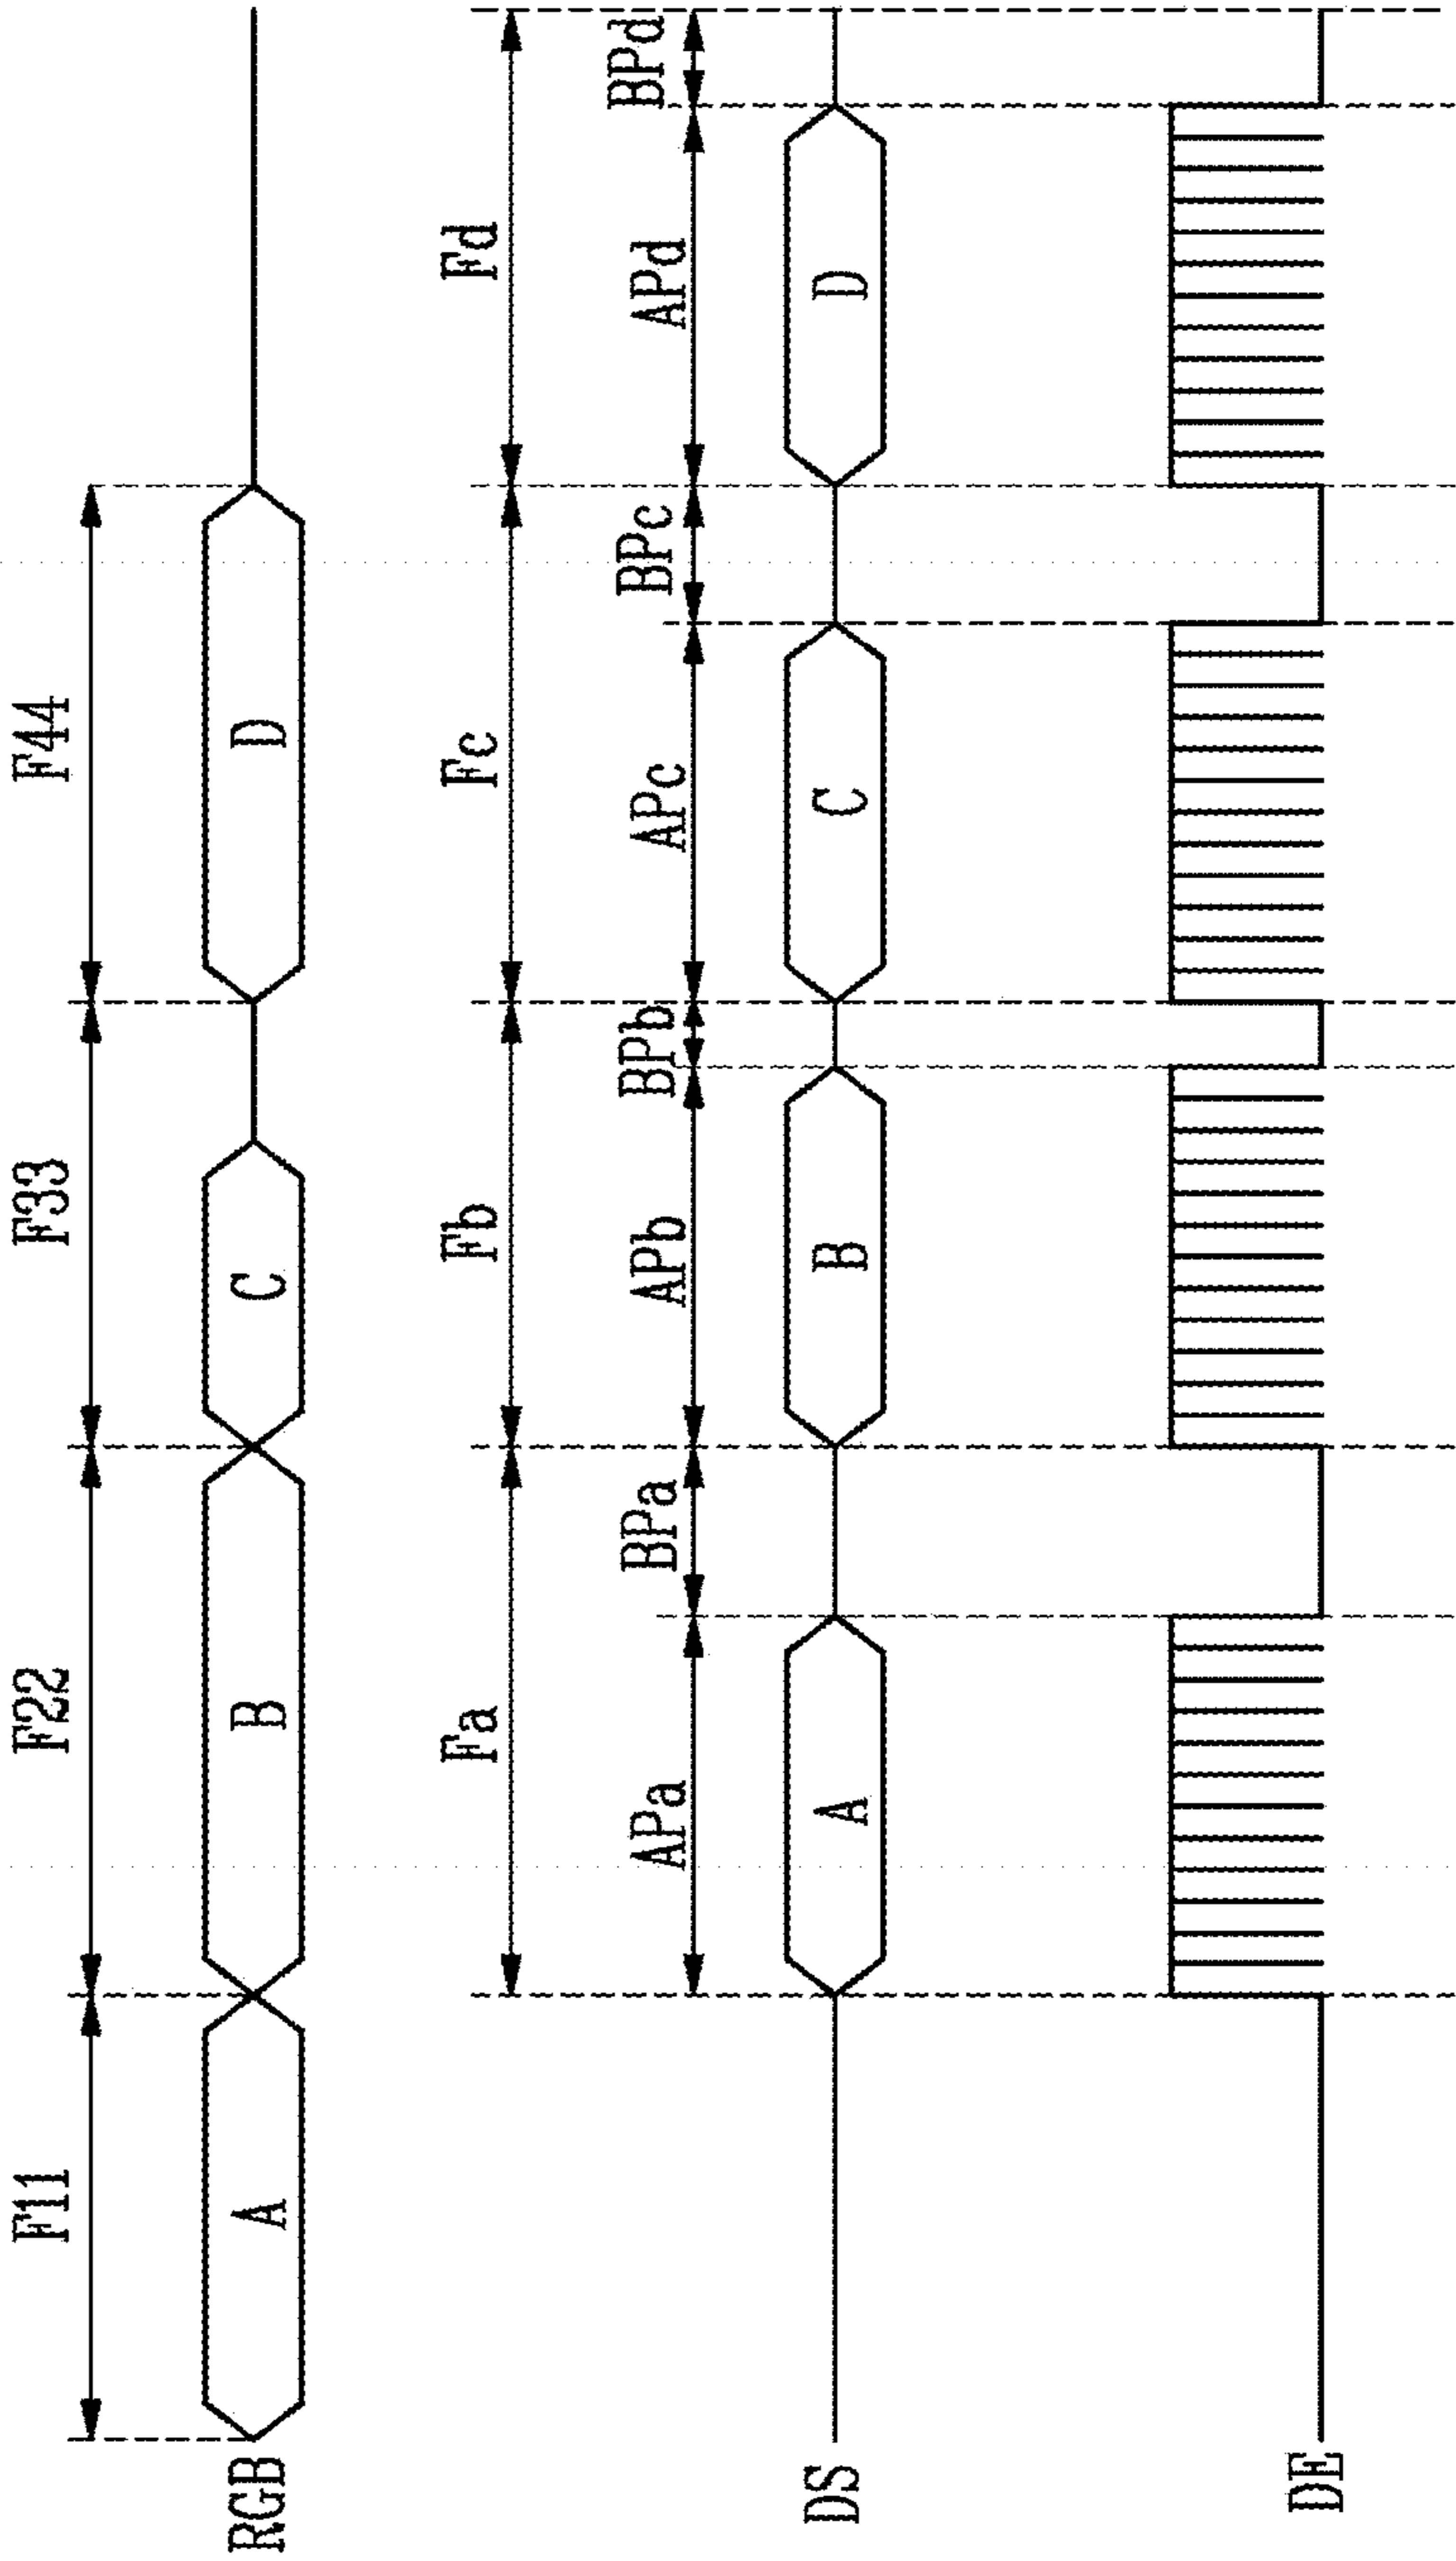 F11 F22 F33 F44
RGB A B C D
Fa Fb Fc Fd
APa BPa APb BPb APc BPc APd BPd
DS A B C D
DE